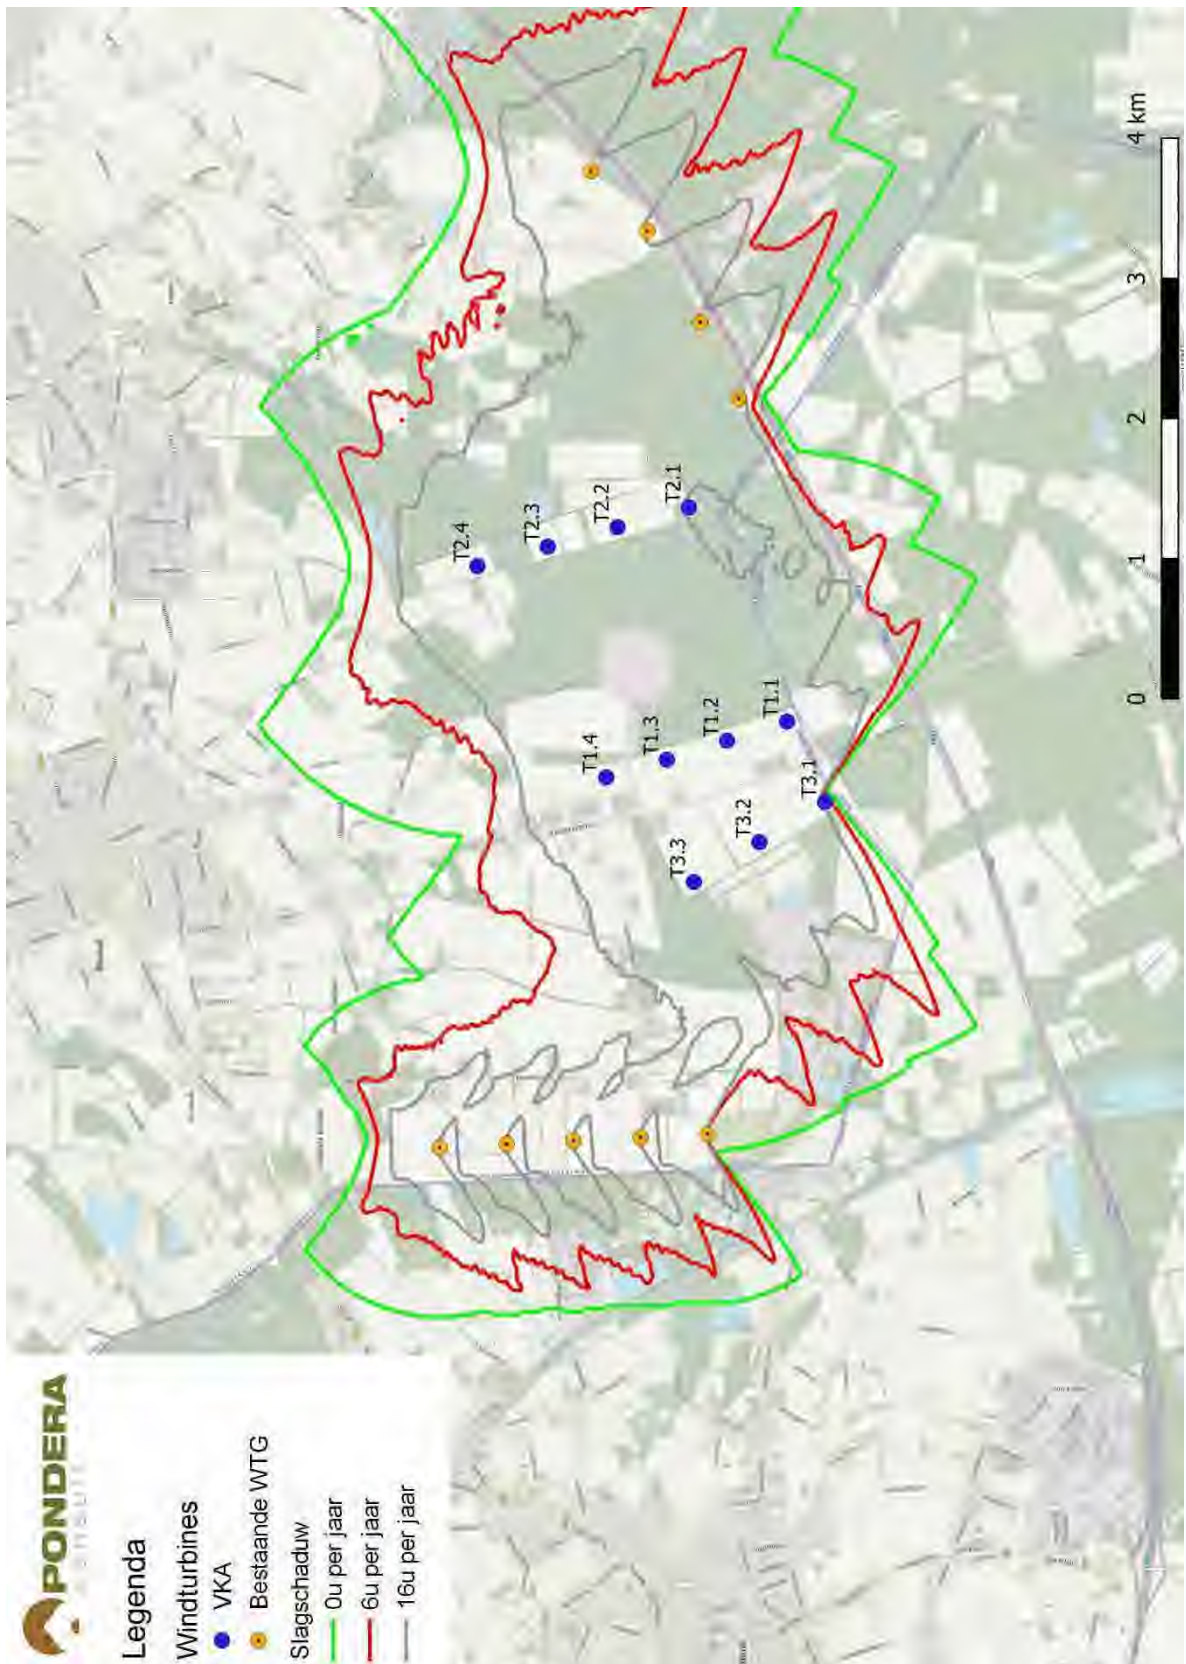 PONDERA
Legenda
Windturbines
VKA
Bestaande WTG
Slagschaduw
0u per jaar
6u per jaar
16u per jaar
T2.4
T2.3
T2.2
T2.1
T1.4
T1.3
T1.2
T1.1
T3.3
T3.2
T3.1
0
1
2
3
4 km